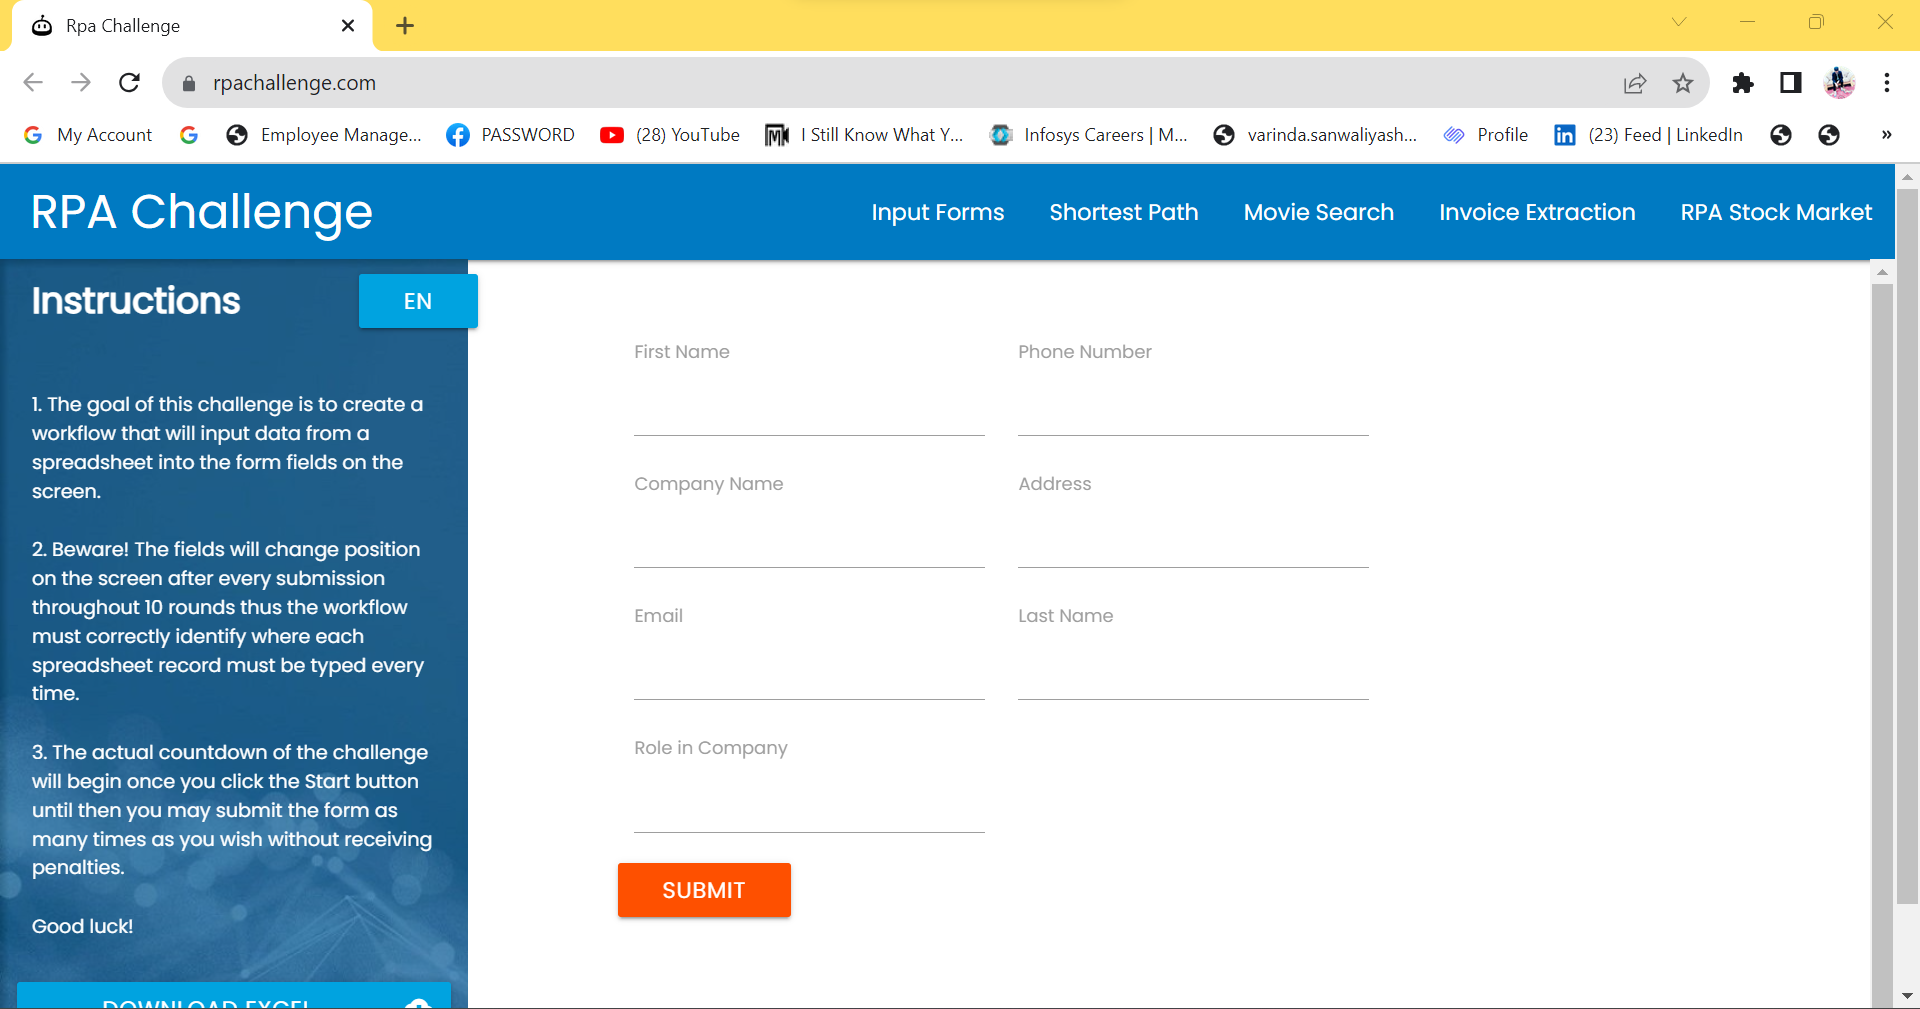 Rpa Challenge
rpachallenge.com
My Account
Employee Manage...
PASSWORD
(28) YouTube
I Still Know What Y...
Infosys Careers | M...
varinda.sanwaliyash...
Profile
(23) Feed | LinkedIn
»
RPA Challenge
Input Forms
Shortest Path
Movie Search
Invoice Extraction
RPA Stock Market
Instructions
EN
1. The goal of this challenge is to create a
workflow that will input data from a
spreadsheet into the form fields on the
screen.
2. Beware! The fields will change position
on the screen after every submission
throughout 10 rounds thus the workflow
must correctly identify where each
spreadsheet record must be typed every
time.
3. The actual countdown of the challenge
will begin once you click the Start button
until then you may submit the form as
many times as you wish without receiving
penalties.
Good luck!
DOWNLOAD EXCEL
First Name
Phone Number
Company Name
Address
Email
Last Name
Role in Company
SUBMIT